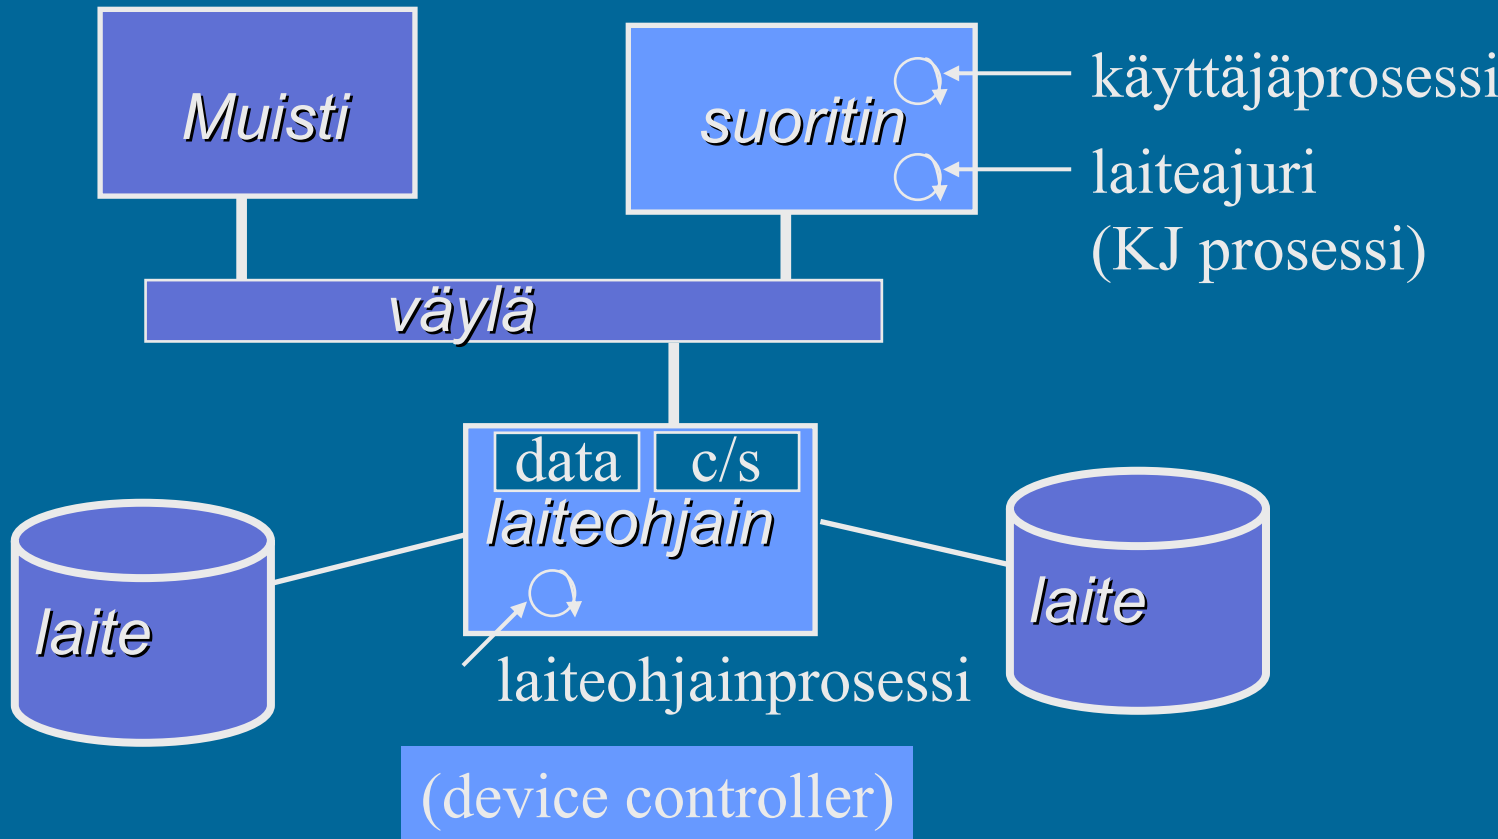 Muisti
suoritin
käyttäjäprosessi
laiteajuri
(KJ prosessi)
väylä
data
c/s
laiteohjain
laite
laite
laiteohjainprosessi
(device controller)